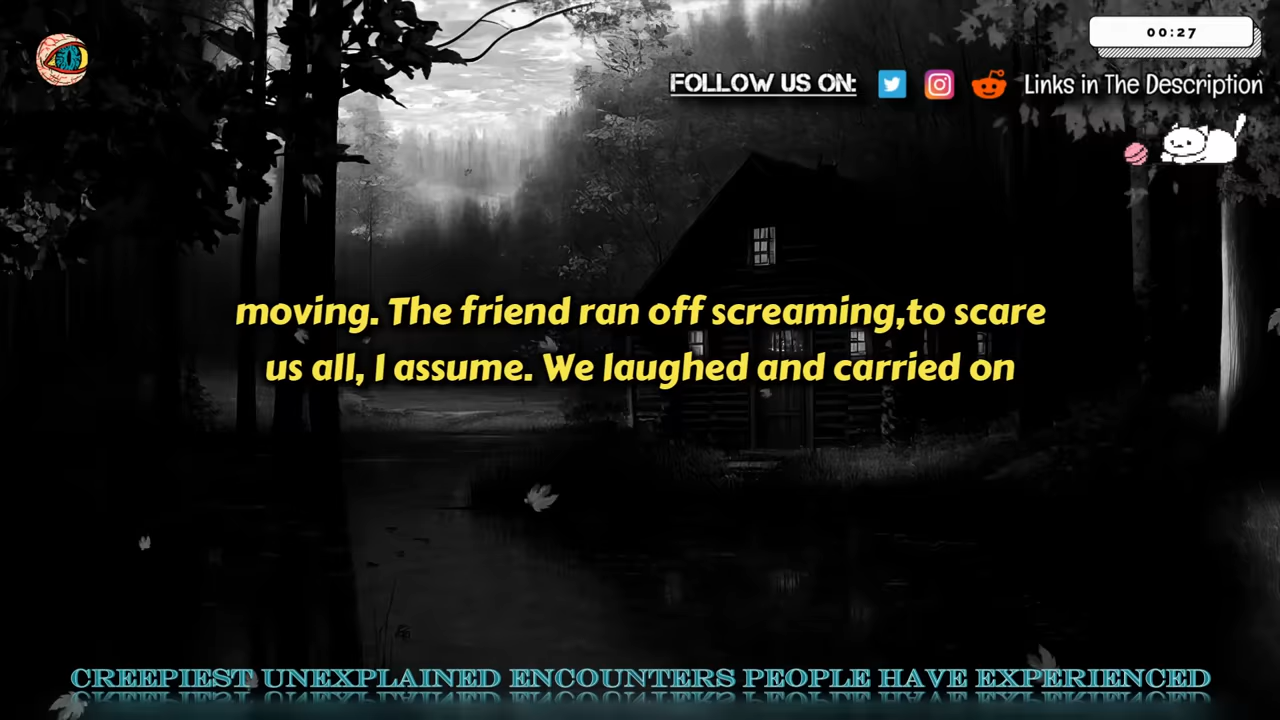 00:27
FOLLOW US ON:
Links in The Description
moving. The friend ran off screaming,to scare
us all, I assume. We laughed and carried on
CREEPIEST UNEXPLAINED ENCOUNTERS PEOPLE HAVE EXPERIENCED